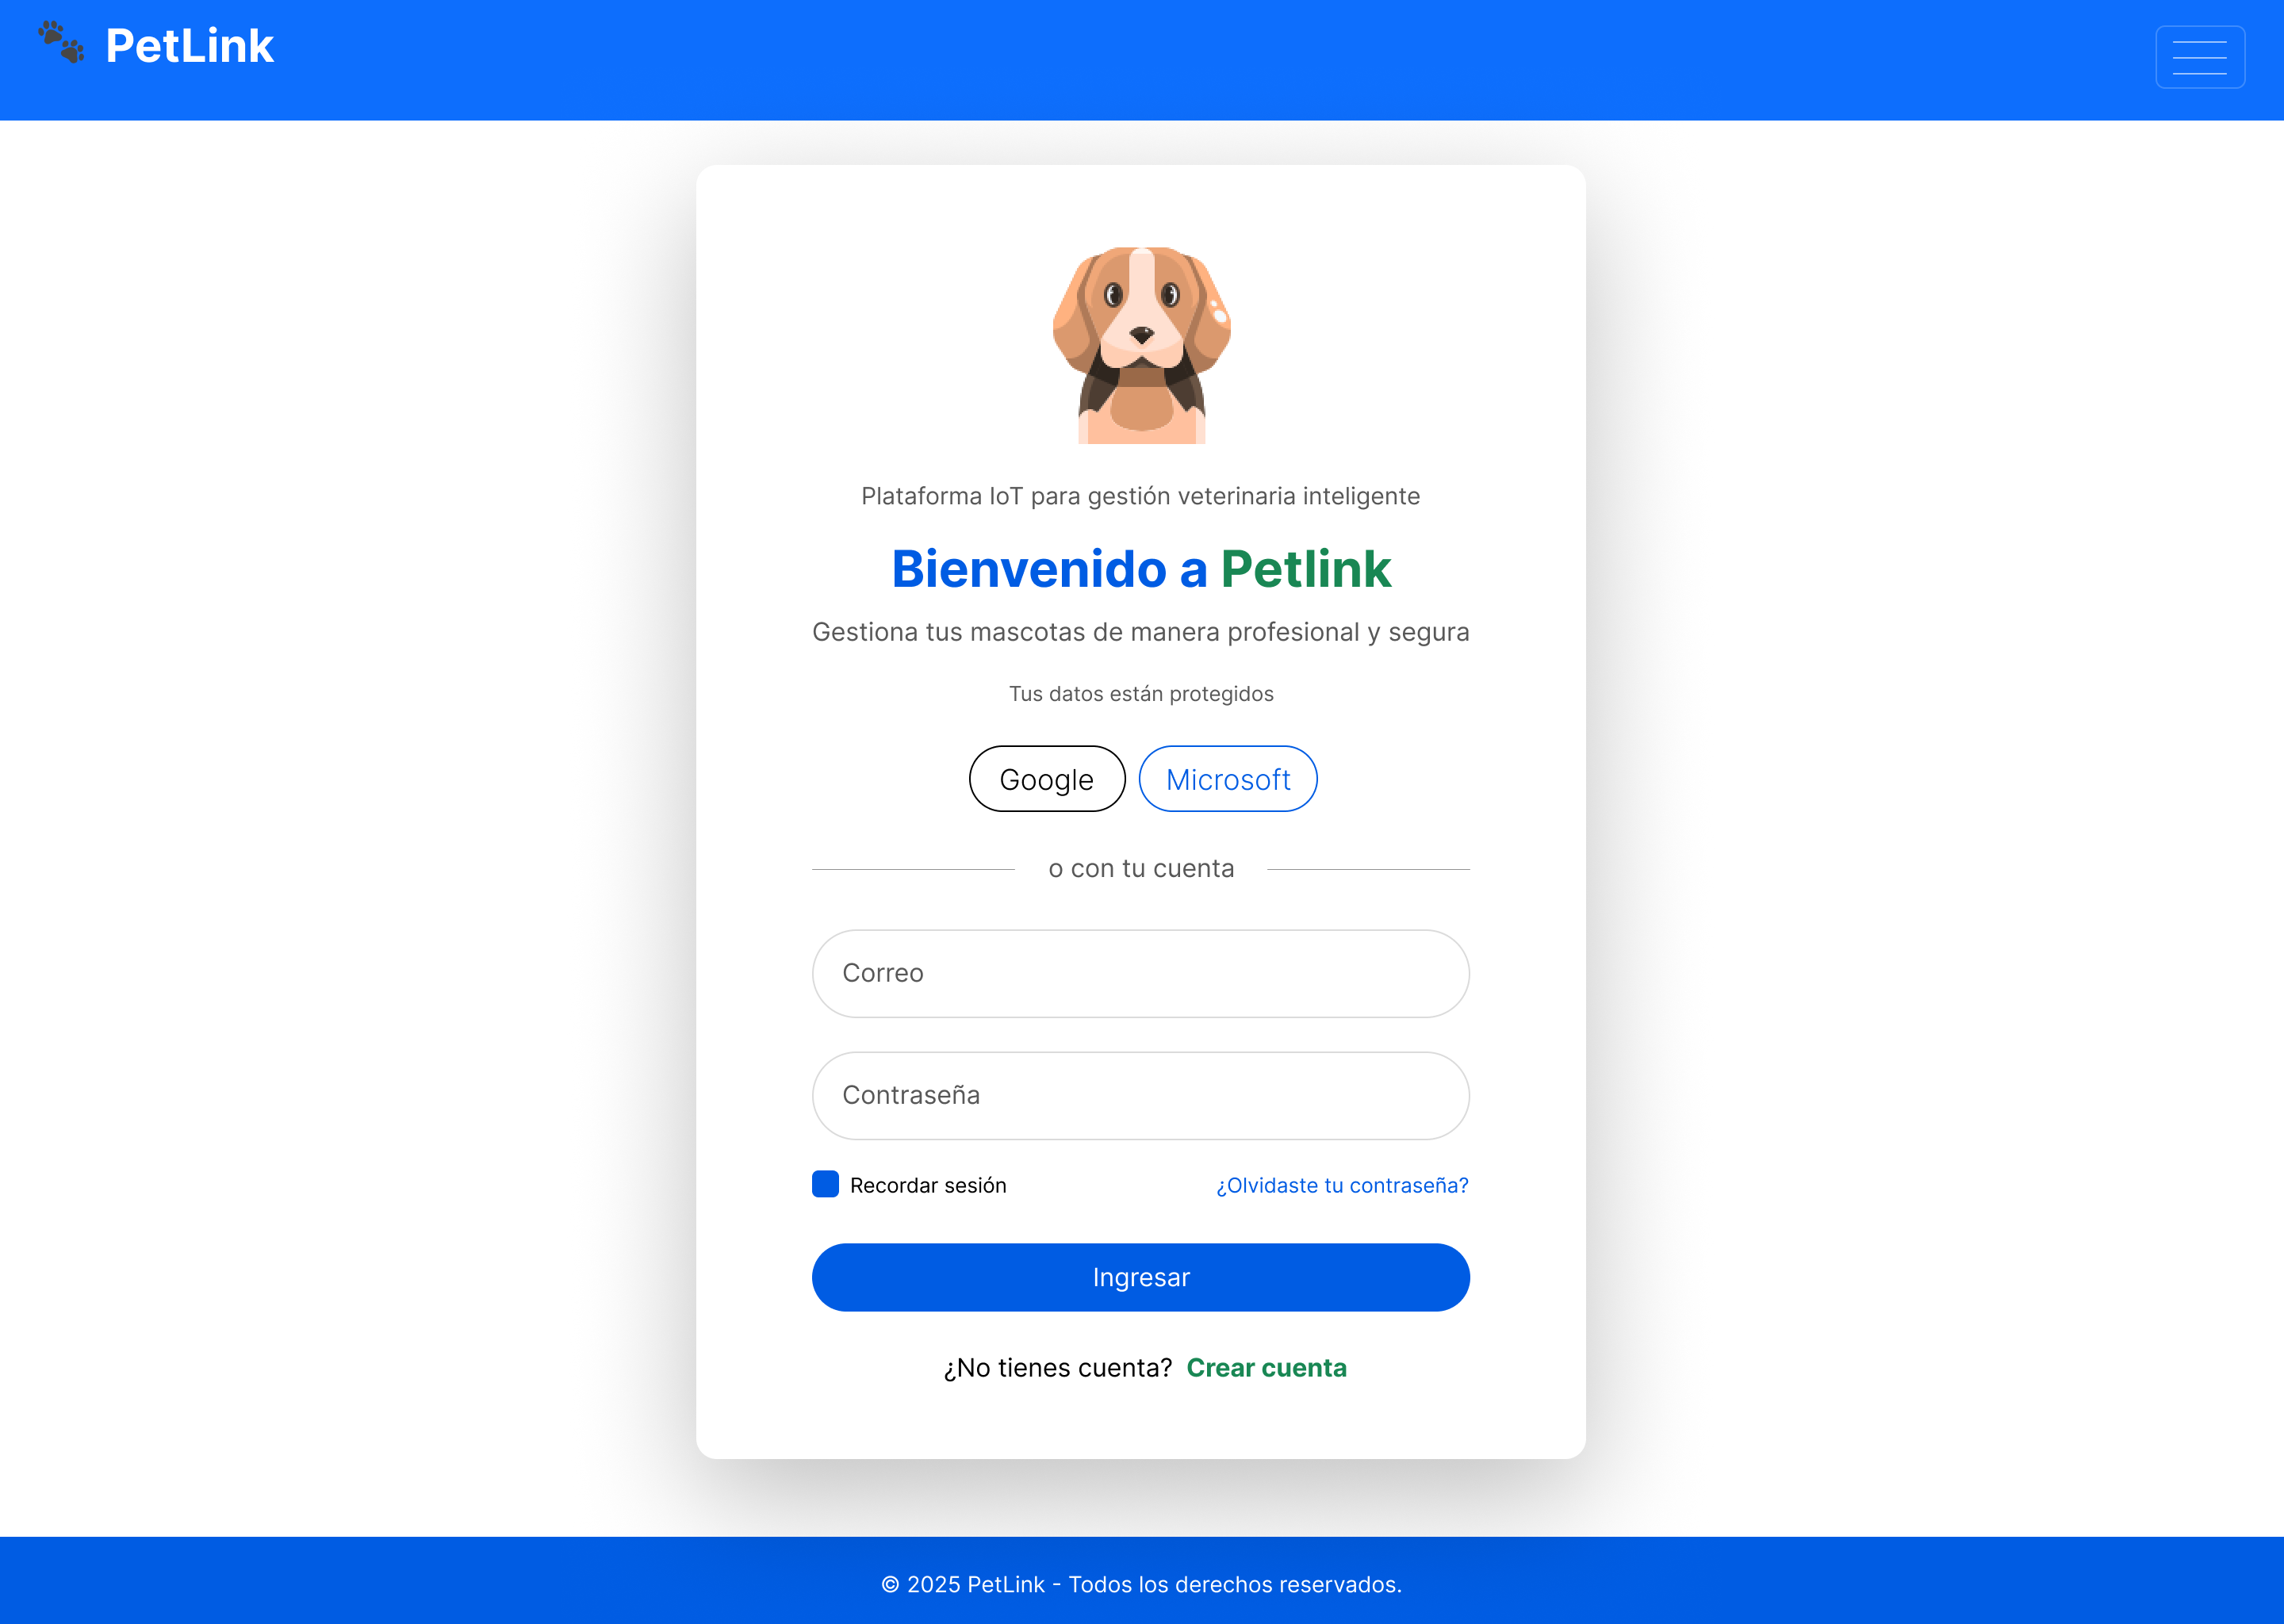 PetLink
Plataforma IoT para gestión veterinaria inteligente
Bienvenido a Petlink
Gestiona tus mascotas de manera profesional y segura
Tus datos están protegidos
Google Microsoft
o con tu cuenta
Correo
Contraseña
Recordar sesión ¿Olvidaste tu contraseña?
Ingresar
¿No tienes cuenta? Crear cuenta
© 2025 PetLink - Todos los derechos reservados.